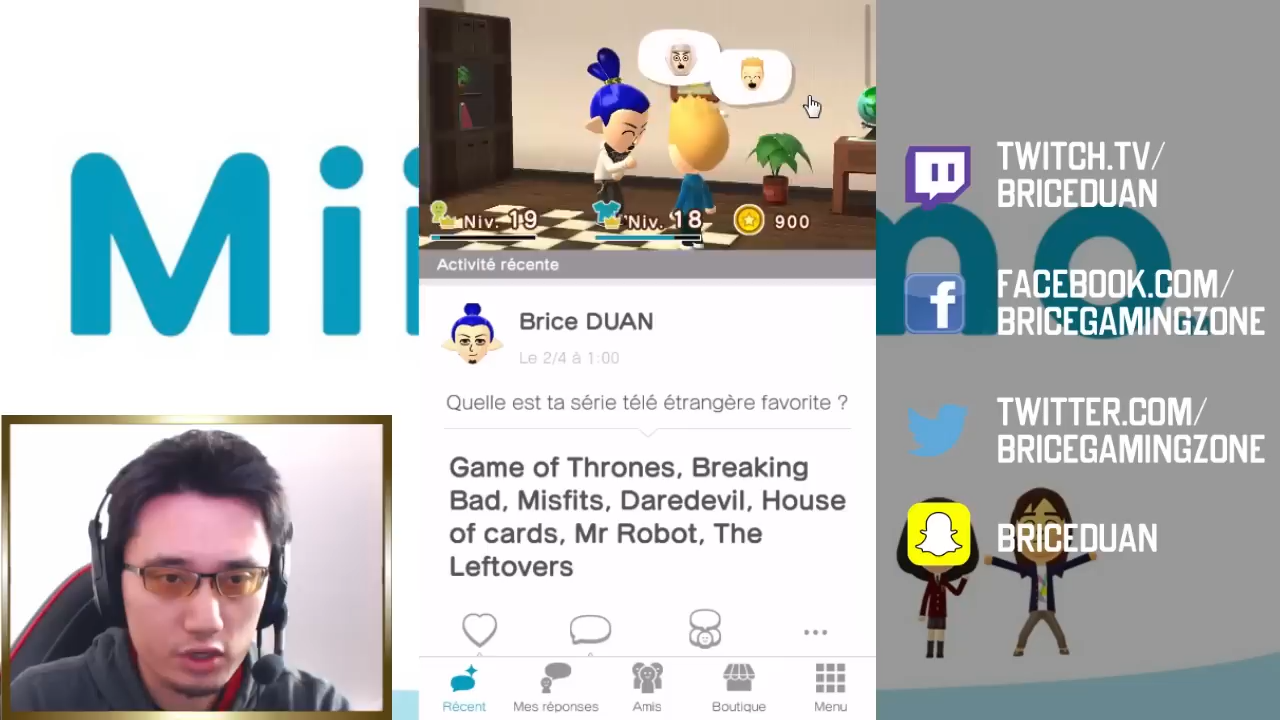 Mii
mo
Niv. 19
Niv. 18
900
Activité récente
Brice DUAN
Le 2/4 à 1:00
Quelle est ta série télé étrangère favorite ?
Game of Thrones, Breaking
Bad, Misfits, Daredevil, House
of cards, Mr Robot, The
Leftovers
Récent
Mes réponses
Amis
Boutique
Menu
TWITCH.TV/
BRICEDUAN
FACEBOOK.COM/
BRICEGAMINGZONE
TWITTER.COM/
BRICEGAMINGZONE
BRICEDUAN